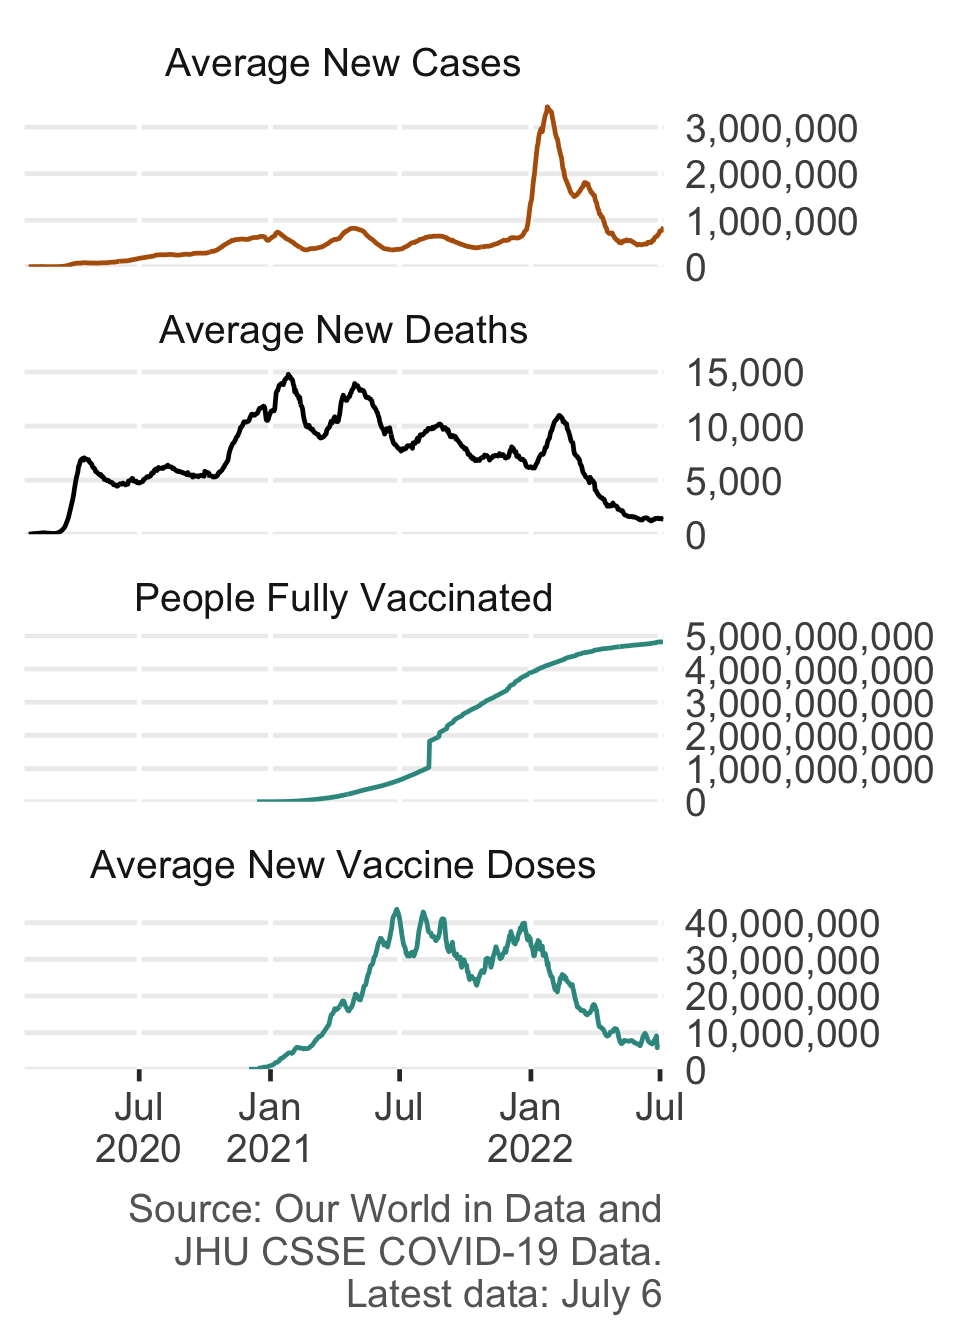 Average New Cases
3,000,000
2,000,000
1,000,000
0
Average New Deaths
15,000
10,000
5,000
0
People Fully Vaccinated
5,000,000,000
4,000,000,000
3,000,000,000
2,000,000,000
1,000,000,000
0
Average New Vaccine Doses
40,000,000
30,000,000
20,000,000
10,000,000
0
Jul Jan Jul Jan Jul
2020 2021 2022
Source: Our World in Data and
JHU CSSE COVID-19 Data.
Latest data: July 6